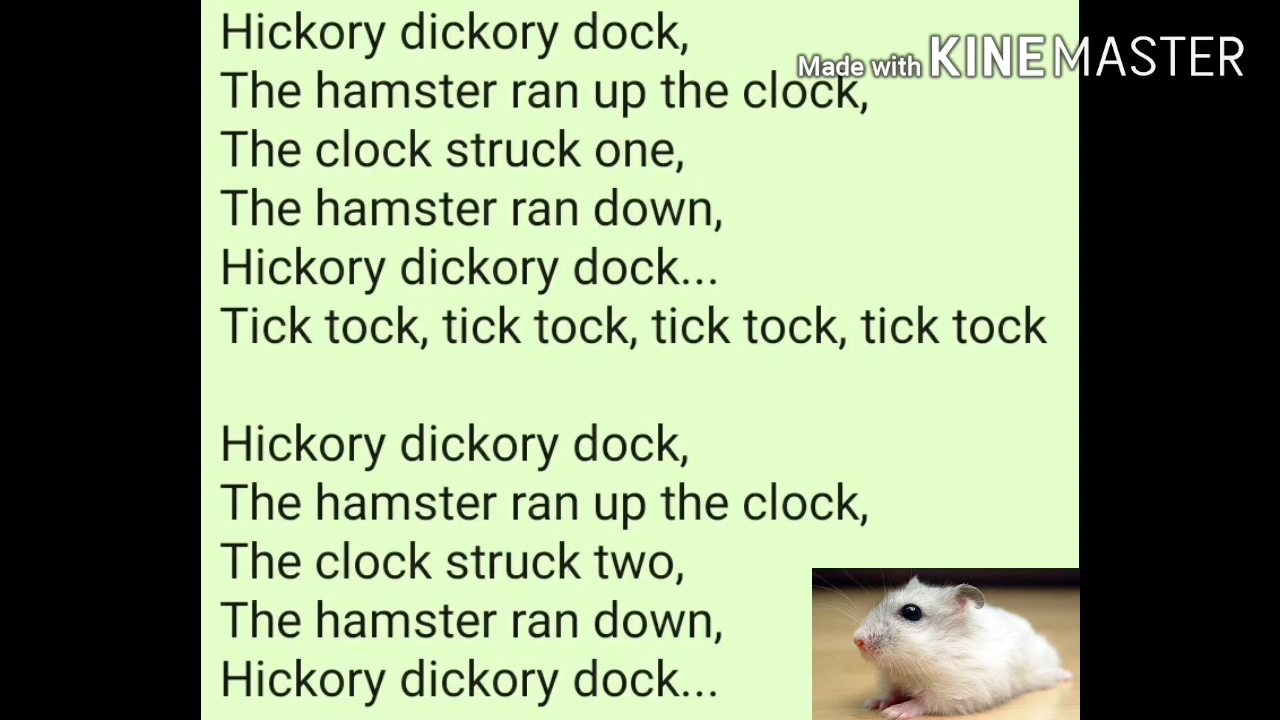 Hickory dickory dock,
Made with KINEMASTER
The hamster ran up the clock,
The clock struck one,
The hamster ran down,
Hickory dickory dock...
Tick tock, tick tock, tick tock, tick tock
Hickory dickory dock,
The hamster ran up the clock,
The clock struck two,
The hamster ran down,
Hickory dickory dock...